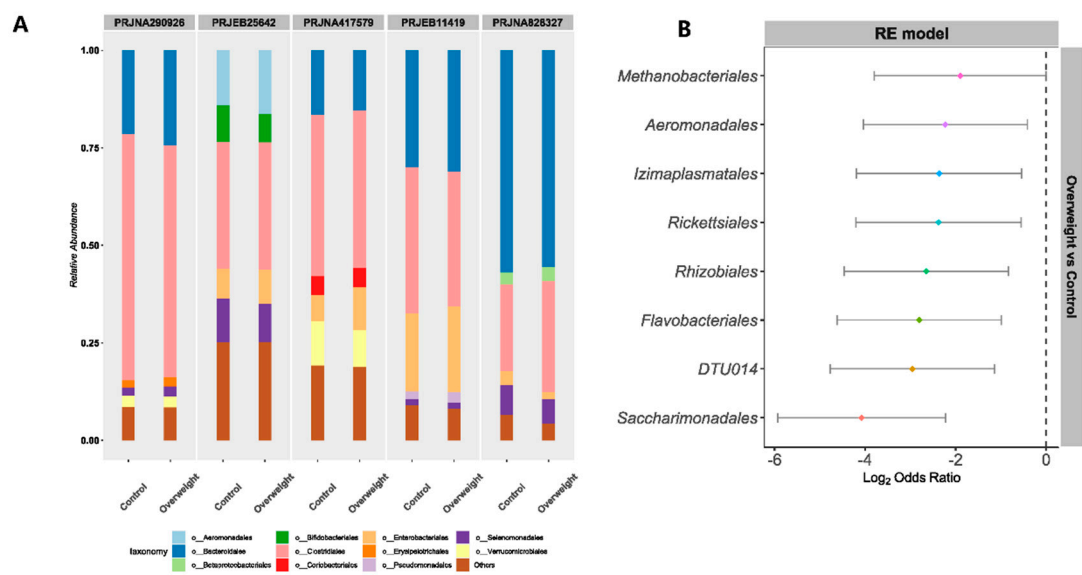 A
PRJNA290926 PRJEB25642 PRJNA417579 PRJEB11419 PRJNA828327
1.00
0.75
0.50
0.25
0.00
Relative Abundance
Control Overweight Control Overweight Control Overweight Control Overweight Control Overweight
taxonomy
o__Aeromonadales o__Bifidobacteriales o__Enterobacteriales o__Selenomonadales
o__Bacteroidales o__Clostridiales o__Erysipelotrichales o__Verrucomicrobiales
o__Betaproteobacteriales o__Coriobacteriales o__Pseudomonadales Others
B
RE model
Methanobacteriales
Aeromonadales
Izimaplasmatales
Rickettsiales
Rhizobiales
Flavobacteriales
DTU014
Saccharimonadales
Overweight vs Control
-6 -4 -2 0
Log2 Odds Ratio